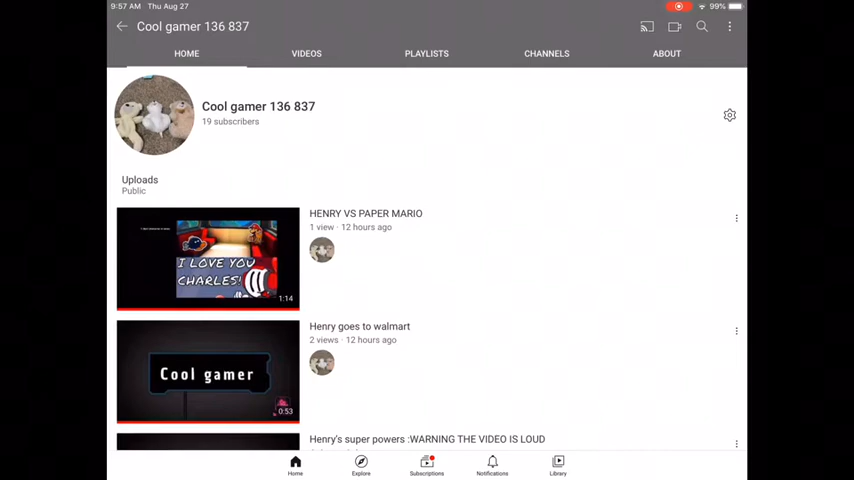 9:57 AM Thu Aug 27
99%
Cool gamer 136 837
HOME VIDEOS PLAYLISTS CHANNELS ABOUT
Cool gamer 136 837
19 subscribers
Uploads
Public
HENRY VS PAPER MARIO
1 view · 12 hours ago
I LOVE YOU
CHARLES!
1:14
Henry goes to walmart
2 views · 12 hours ago
Cool gamer
0:53
Henry's super powers :WARNING THE VIDEO IS LOUD
Home Explore Subscriptions Notifications Library